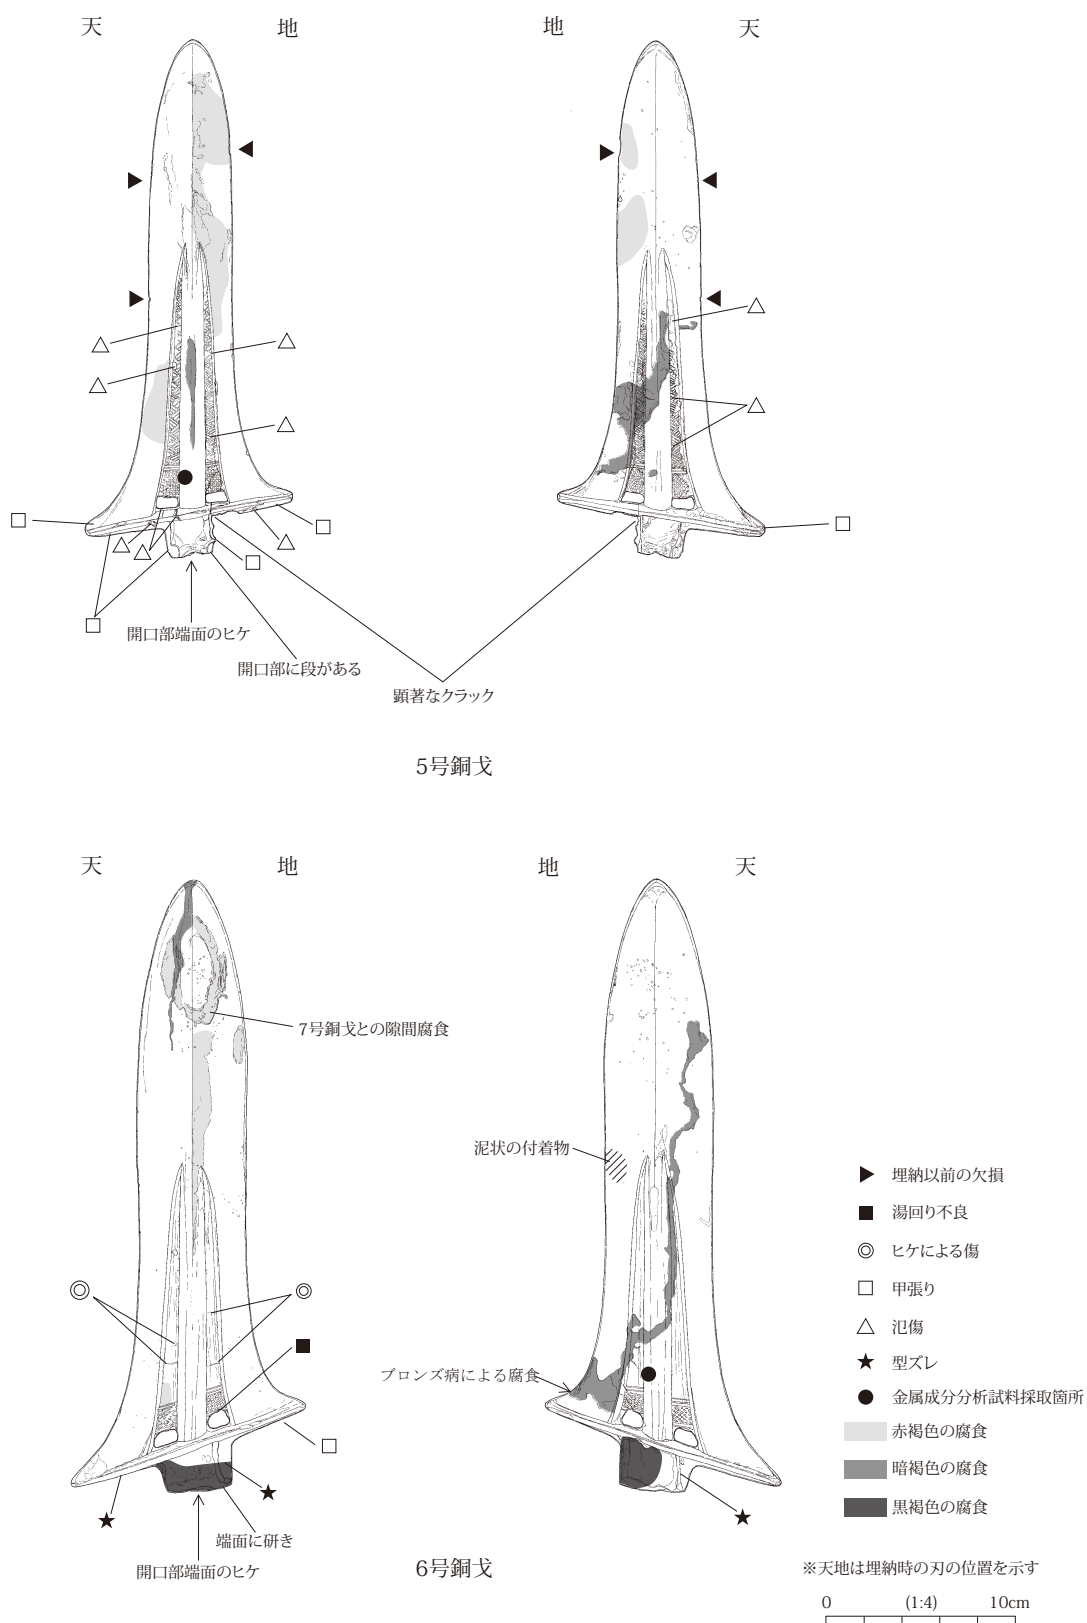 天
地
地
天
開口部端面のヒケ
開口部に段がある
顕著なクラック
5号銅戈
天
地
地
天
7号銅戈との隙間腐食
泥状の付着物
ブロンズ病による腐食
端面に研き
開口部端面のヒケ
6号銅戈
埋納以前の欠損
湯回り不良
ヒケによる傷
甲張り
氾傷
型ズレ
金属成分分析試料採取箇所
赤褐色の腐食
暗褐色の腐食
黒褐色の腐食
※天地は埋納時の刃の位置を示す
0 (1:4) 10cm